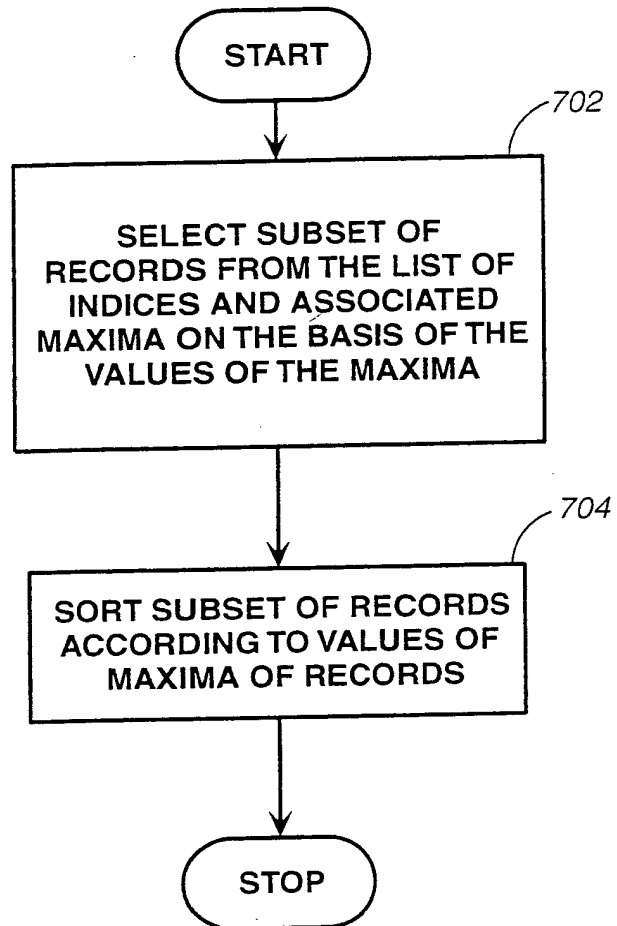 START
702
SELECT SUBSET OF
RECORDS FROM THE LIST OF
INDICES AND ASSOCIATED
MAXIMA ON THE BASIS OF THE
VALUES OF THE MAXIMA
704
SORT SUBSET OF RECORDS
ACCORDING TO VALUES OF
MAXIMA OF RECORDS
STOP